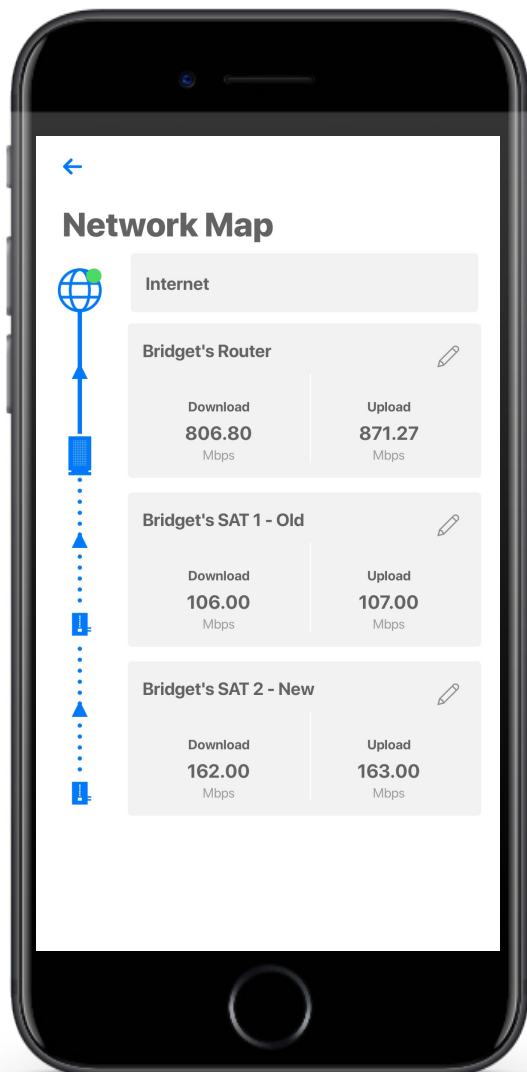 Network Map
Internet
Bridget's Router
Download Upload
806.80 871.27
Mbps Mbps
Bridget's SAT 1 - Old
Download Upload
106.00 107.00
Mbps Mbps
Bridget's SAT 2 - New
Download Upload
162.00 163.00
Mbps Mbps